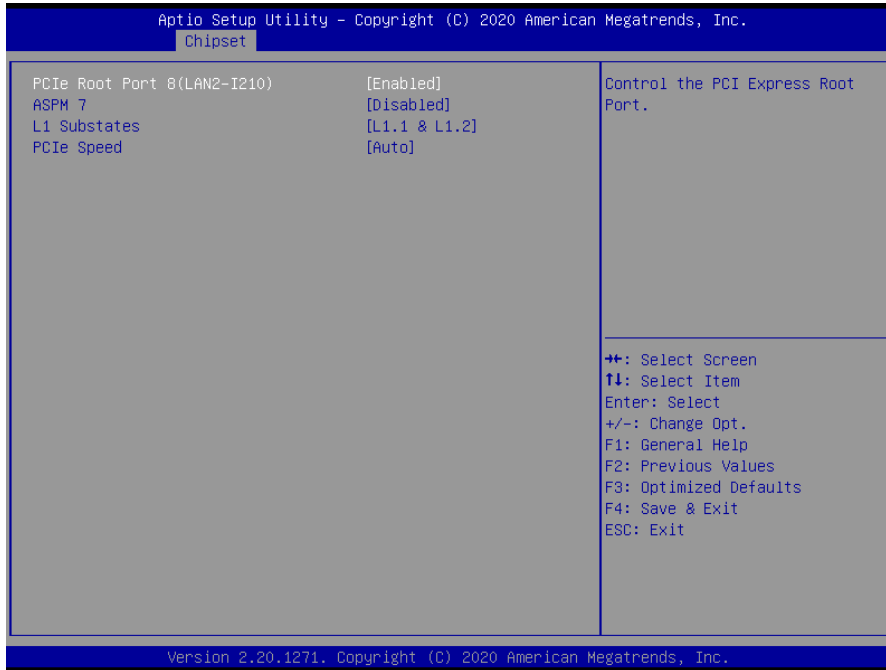 Aptio Setup Utility – Copyright (C) 2020 American Megatrends, Inc.
Chipset
PCIe Root Port 8(LAN2-I210) [Enabled]
ASPM 7 [Disabled]
L1 Substates [L1.1 & L1.2]
PCIe Speed [Auto]
Control the PCI Express Root
Port.
→←: Select Screen
↑↓: Select Item
Enter: Select
+/-: Change Opt.
F1: General Help
F2: Previous Values
F3: Optimized Defaults
F4: Save & Exit
ESC: Exit
Version 2.20.1271. Copyright (C) 2020 American Megatrends, Inc.